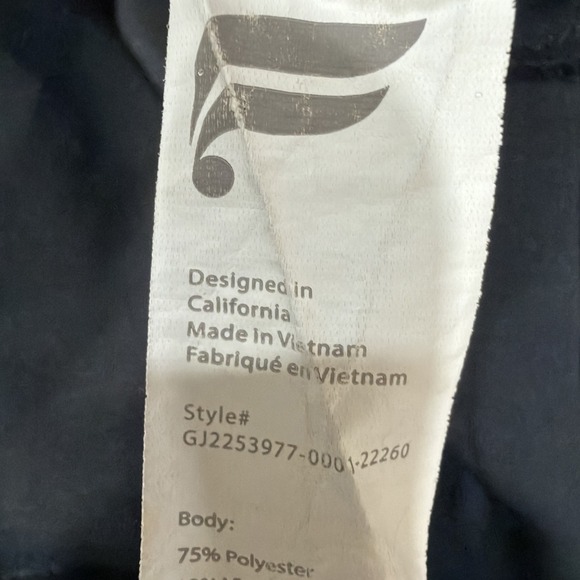 Designed in
California
Made in Vietnam
Fabriqué en Vietnam
Style#
GJ2253977-0001-22260
Body:
75% Polyester